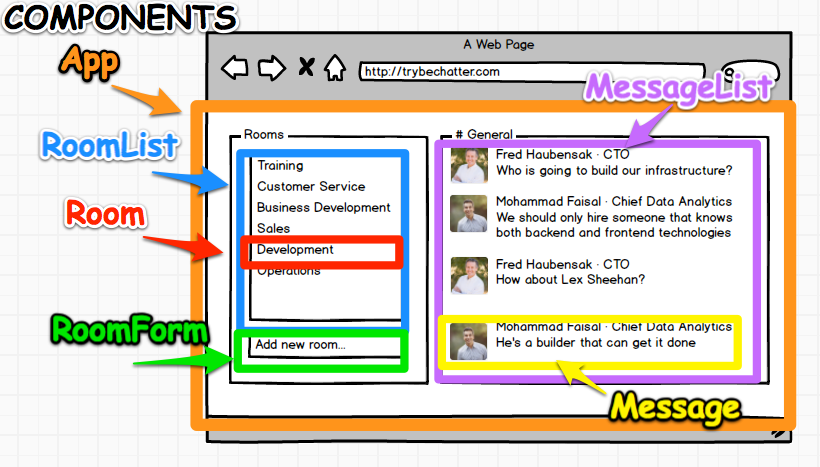 COMPONENTS
App
A Web Page
http://trybechatter.com
MessageList
RoomList
Rooms
# General
Training
Customer Service
Business Development
Sales
Room
Development
Operations
RoomForm
Add new room...
Fred Haubensak · CTO
Who is going to build our infrastructure?
Mohammad Faisal · Chief Data Analytics
We should only hire someone that knows
both backend and frontend technologies
Fred Haubensak · CTO
How about Lex Sheehan?
Mohammad Faisal · Chief Data Analytics
He's a builder that can get it done
Message